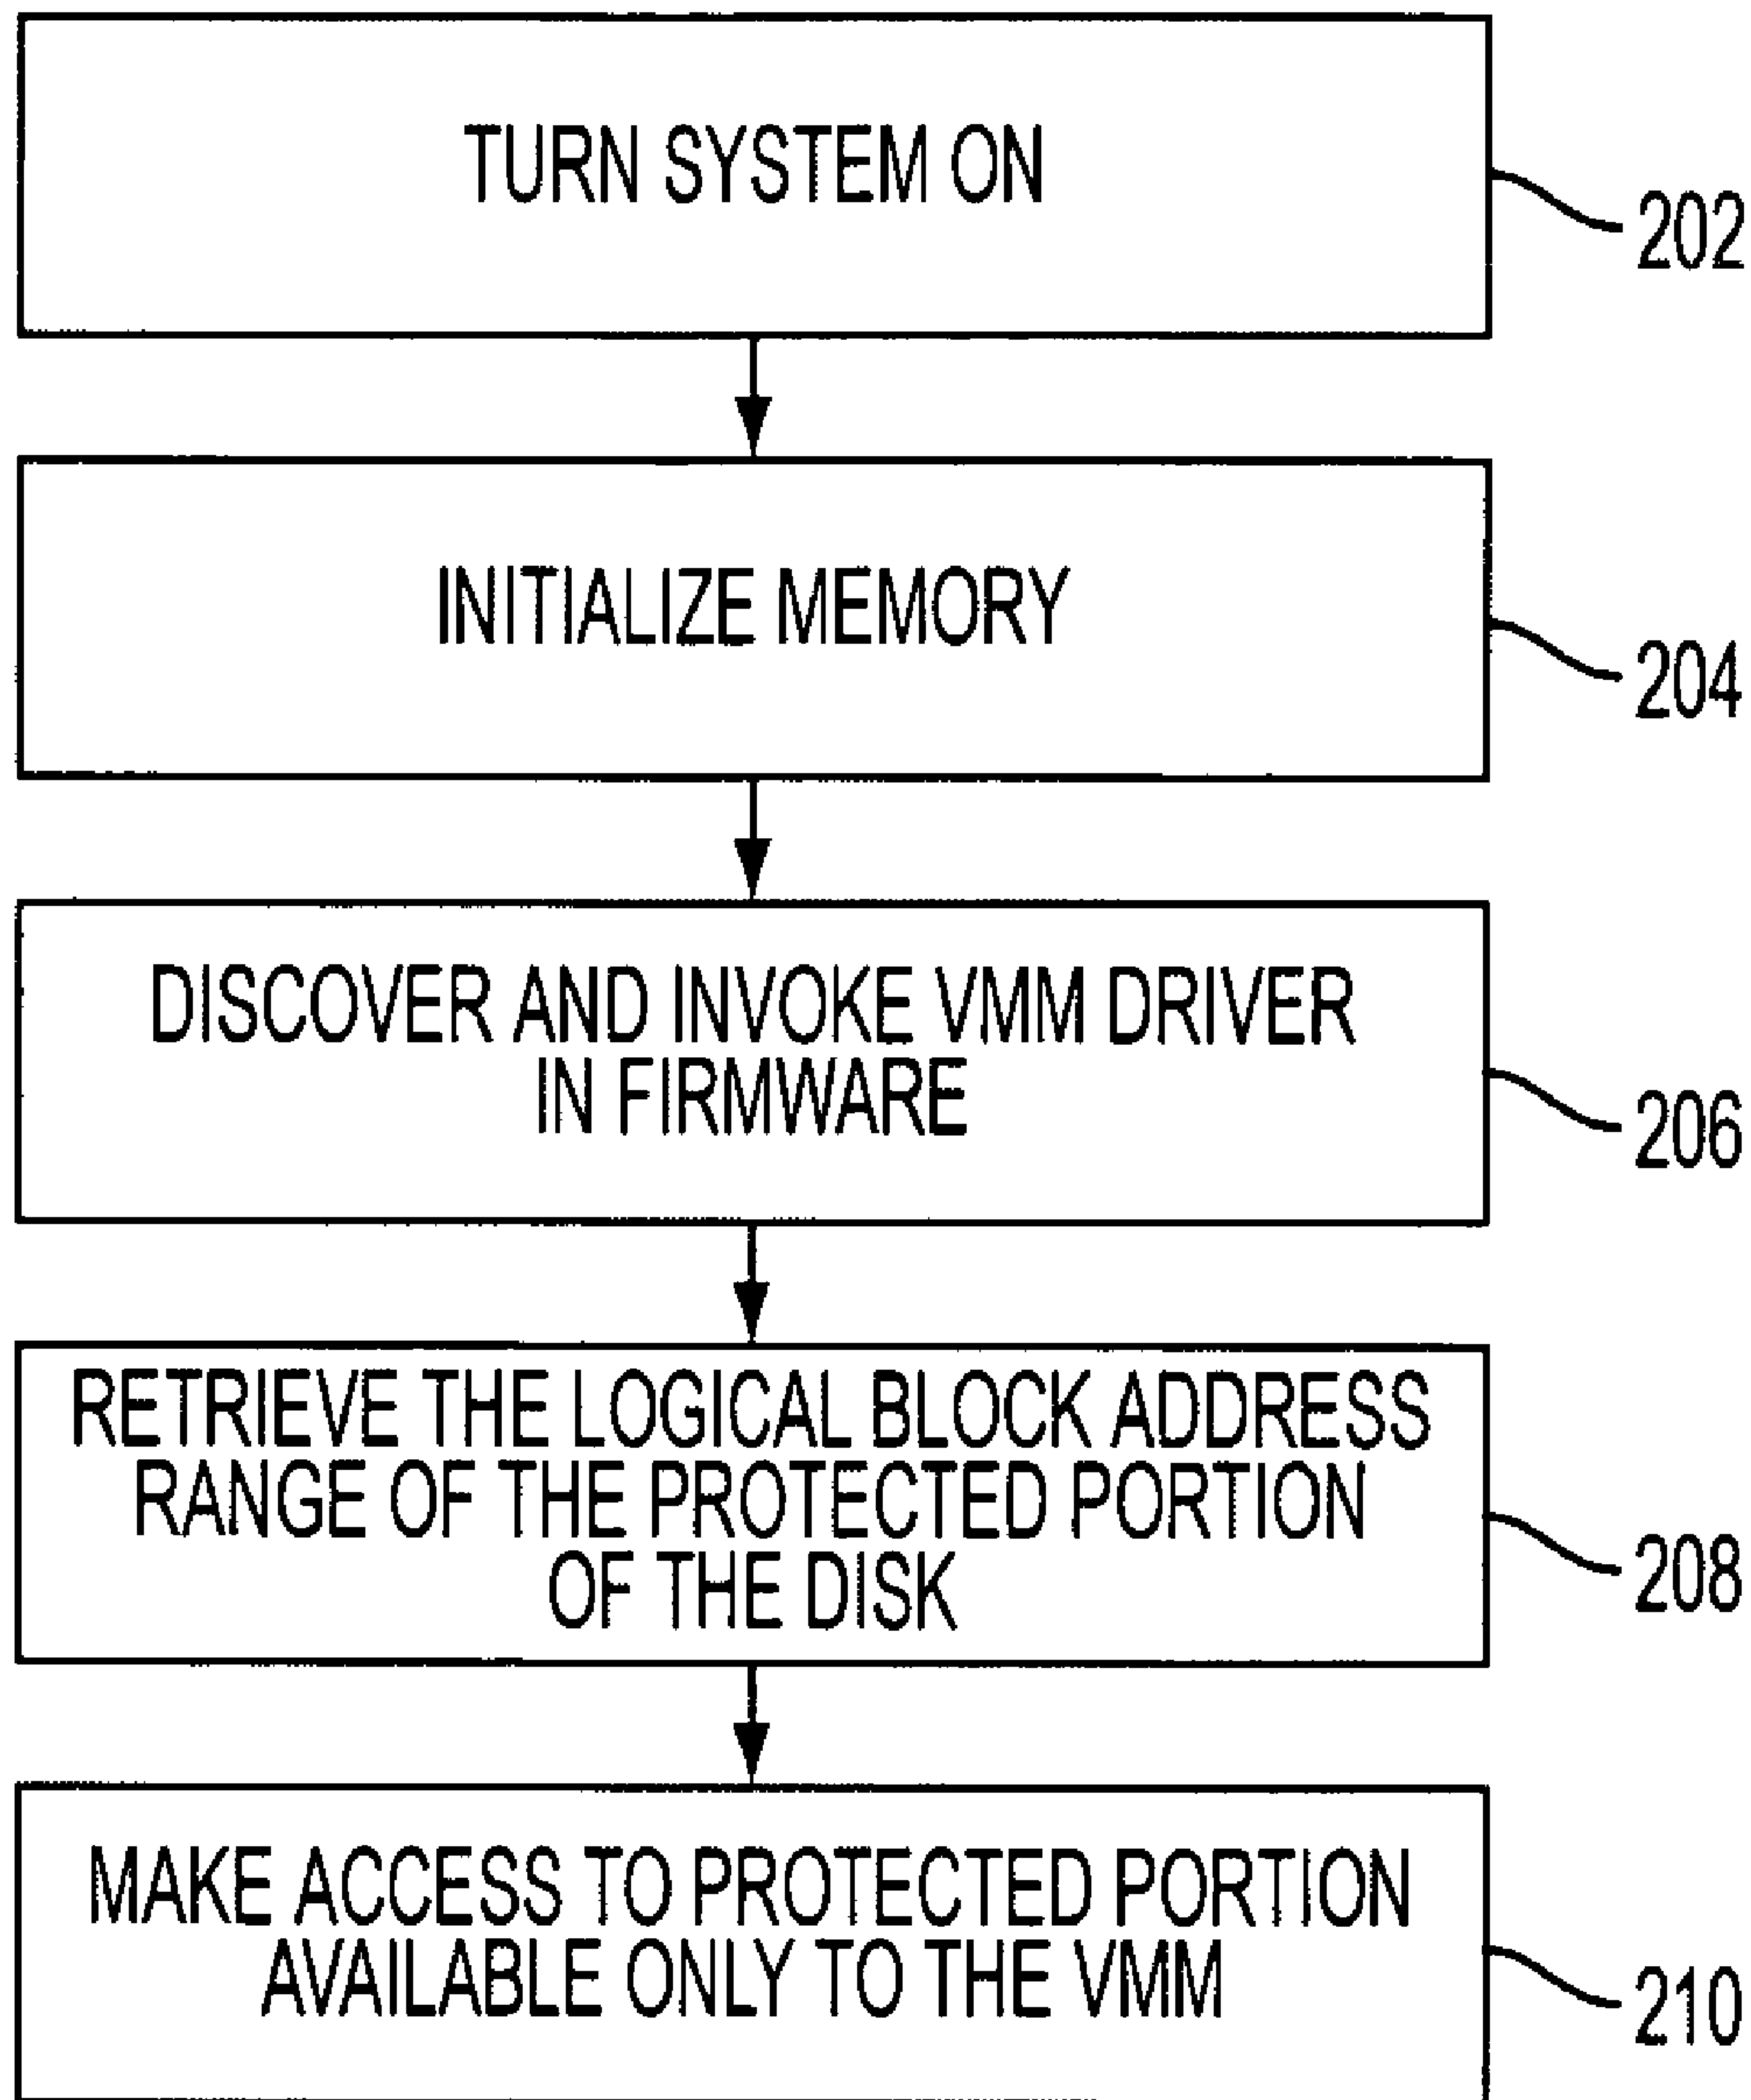 TURN SYSTEM ON
202
INITIALIZE MEMORY
204
DISCOVER AND INVOKE VMM DRIVER
IN FIRMWARE
206
RETRIEVE THE LOGICAL BLOCK ADDRESS
RANGE OF THE PROTECTED PORTION
OF THE DISK
208
MAKE ACCESS TO PROTECTED PORTION
AVAILABLE ONLY TO THE VMM
210